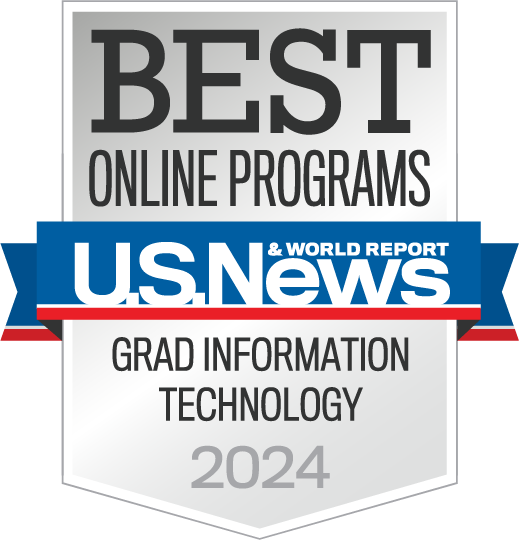 BEST
ONLINE PROGRAMS
& WORLD REPORT
U.S.News
GRAD INFORMATION
TECHNOLOGY
2024